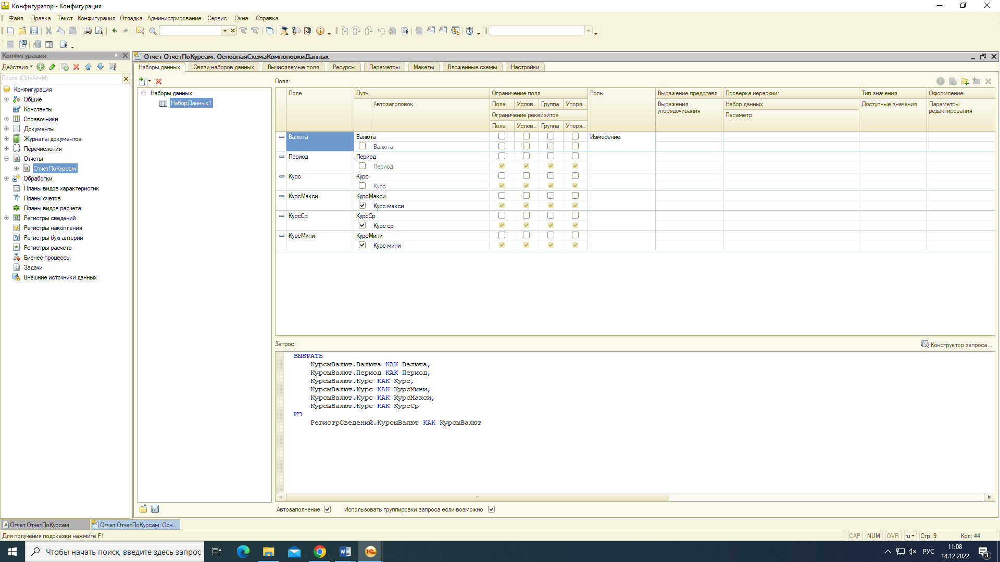 Конфигуратор - Конфигурация
Файл Правка Текст Конфигурация Отладка Администрирование Сервис Окна Справка
Конфигурация
Действия
Поиск (Ctrl+Alt+M)
Конфигурация
Общие
Константы
Справочники
Документы
Журналы документов
Перечисления
Отчеты
ОтчетПоКурсам
Обработки
Планы видов характеристик
Планы счетов
Планы видов расчета
Регистры сведений
Регистры накопления
Регистры бухгалтерии
Регистры расчета
Бизнес-процессы
Задачи
Внешние источники данных
Отчет ОтчетПоКурсам: ОсновнаяСхемаКомпоновкиДанных
Наборы данных Связи наборов данных Вычисляемые поля Ресурсы Параметры Макеты Вложенные схемы Настройки
Наборы данных
НаборДанных1
Поля:
Поле Путь Ограничение поля Роль Выражение представл... Проверка иерархии: Тип значения Оформление
Автозаголовок Поле Услов... Группа Упоря... Выражения упорядочивания Набор данных Доступные значения Параметры редактирования
Ограничение реквизитов Параметр
Поле Услов... Группа Упоря...
Валюта Валюта Измерение
Валюта
Период Период
Период
Курс Курс
Курс
КурсМакси КурсМакси
Курс макси
КурсСр КурсСр
Курс ср
КурсМини КурсМини
Курс мини
Запрос: Конструктор запроса...
ВЫБРАТЬ
КурсыВалют.Валюта КАК Валюта,
КурсыВалют.Период КАК Период,
КурсыВалют.Курс КАК Курс,
КурсыВалют.Курс КАК КурсМини,
КурсыВалют.Курс КАК КурсМакси,
КурсыВалют.Курс КАК КурсСр
ИЗ
РегистрСведений.КурсыВалют КАК КурсыВалют
Автозаполнение Использовать группировки запроса если возможно
Отчет ОтчетПоКурсам Отчет ОтчетПоКурсам: Осн...
Для получения подсказки нажмите F1 CAP NUM OVR ru Стр: 9 Кол: 44
Чтобы начать поиск, введите здесь запрос РУС 11:08
14.12.2022 3